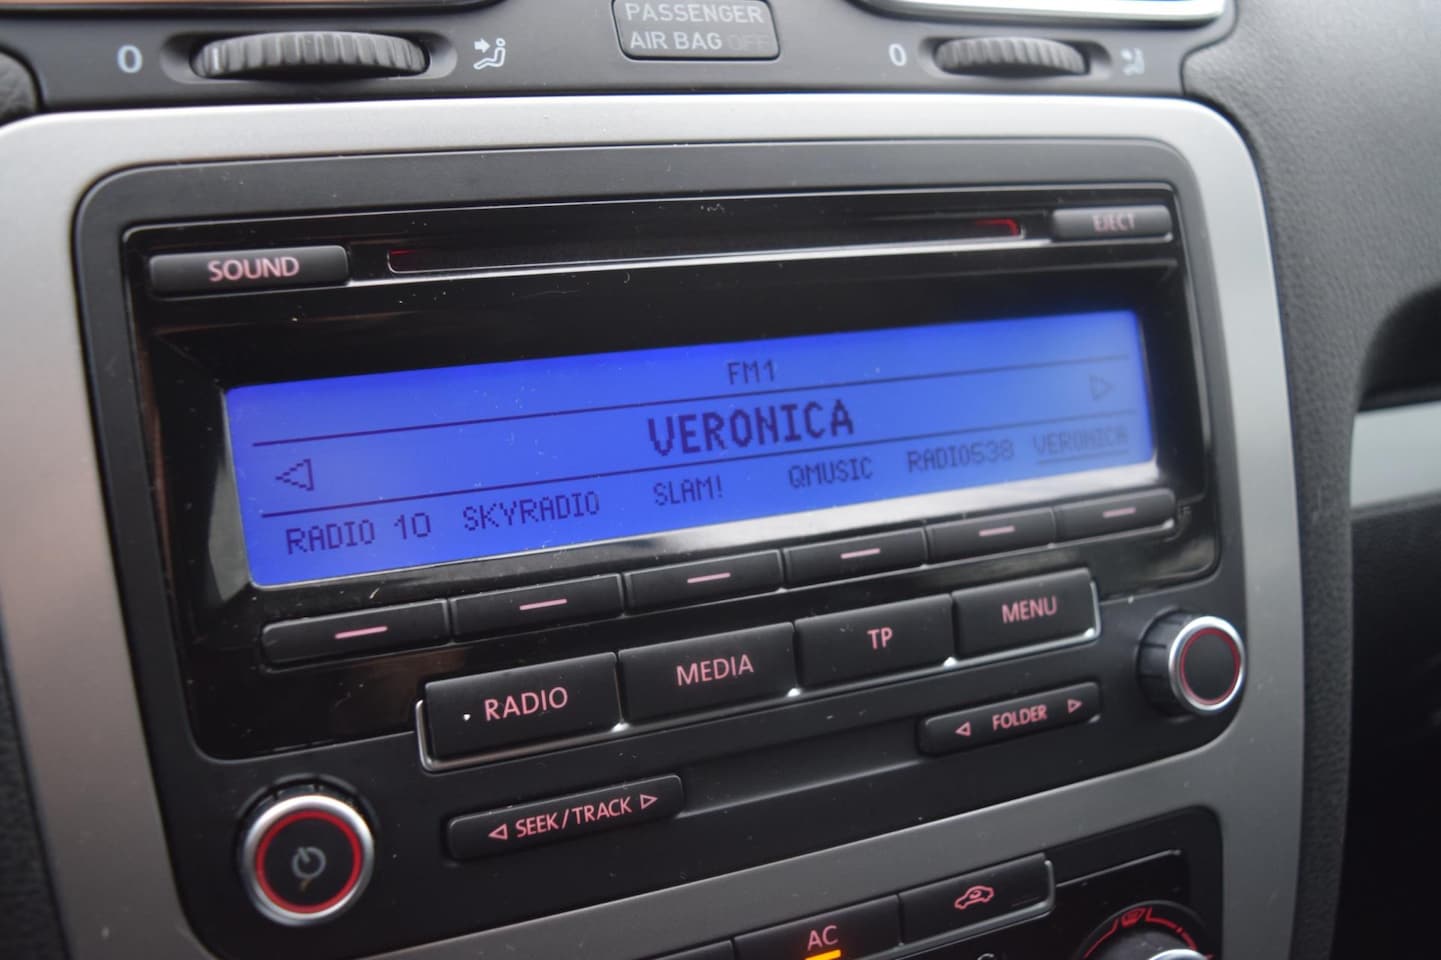 0
PASSENGER
AIR BAG OFF
0
SOUND
EJECT
FM1
VERONICA
RADIO 10 SKYRADIO SLAM! QMUSIC RADIO538 VERONICA
RADIO MEDIA TP MENU
FOLDER
SEEK/TRACK
AC